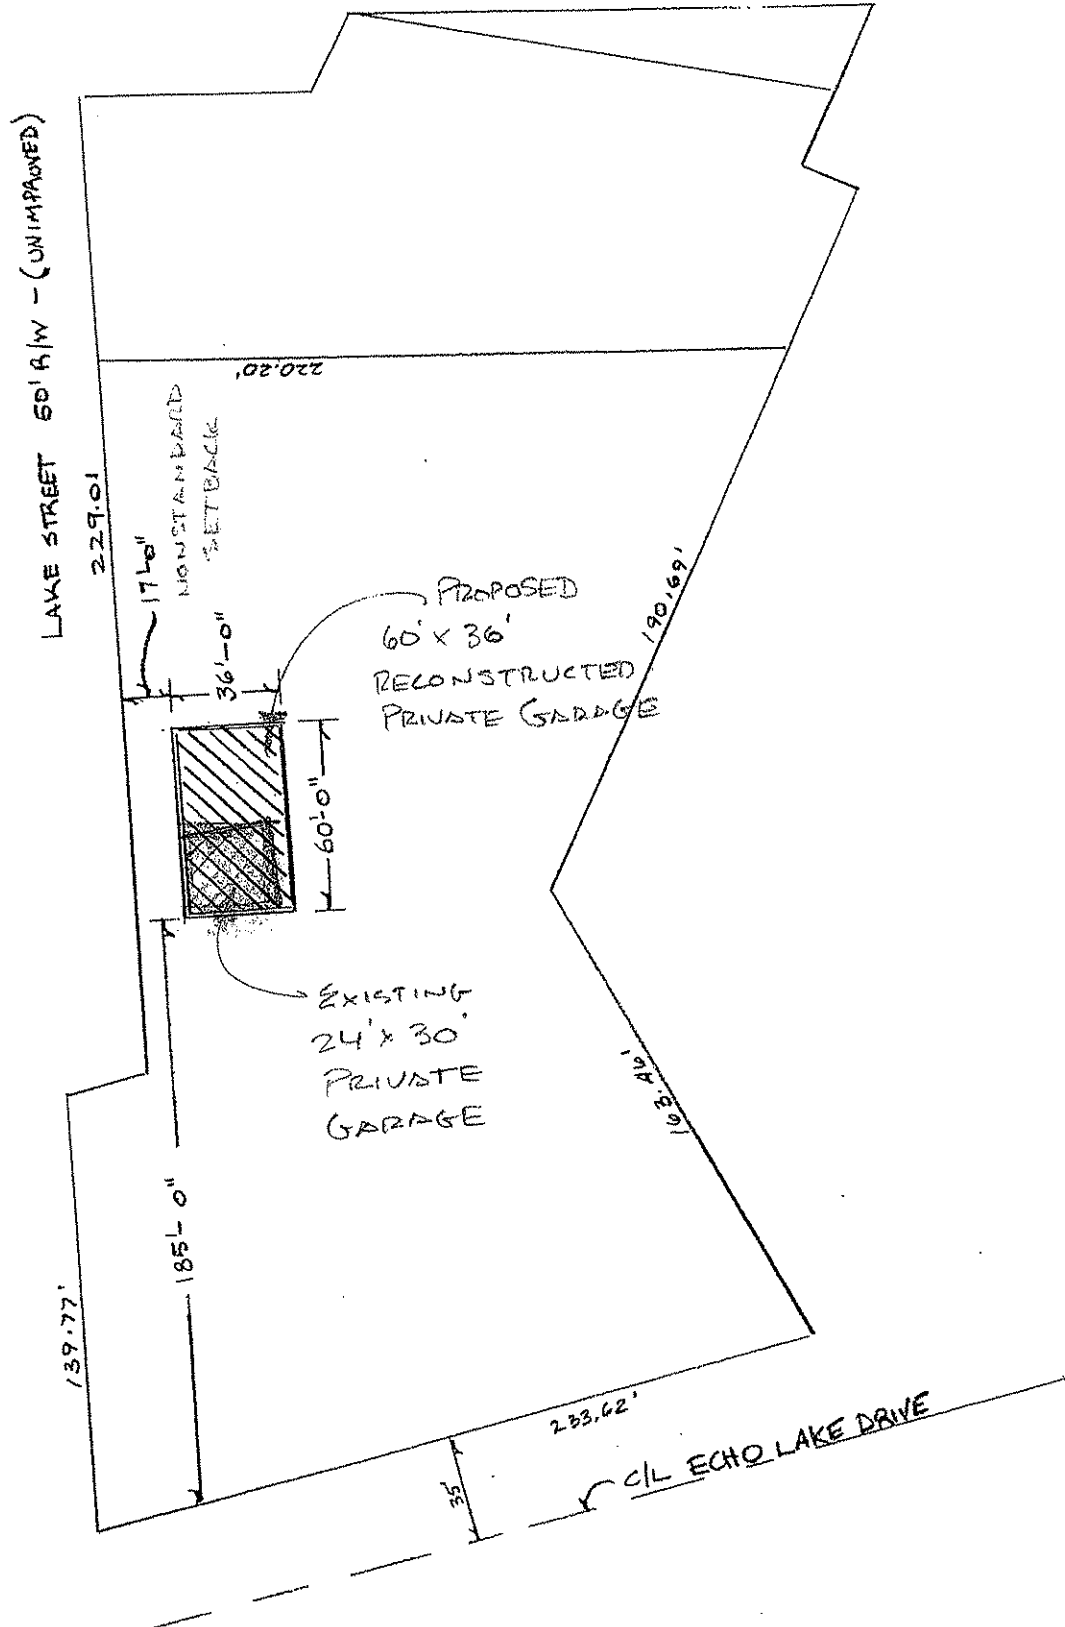 LAKE STREET 50' R/W - (UNIMPROVED)
229.01
220.20'
17'-0"
NONSTANDARD
SETBACK
36'-0"
PROPOSED
60' x 36'
RECONSTRUCTED
PRIVATE GARAGE
190.69'
60'-0"
EXISTING
24' x 30'
PRIVATE
GARAGE
163.46'
185'-0"
139.77'
233.62'
35'
C/L ECHO LAKE DRIVE